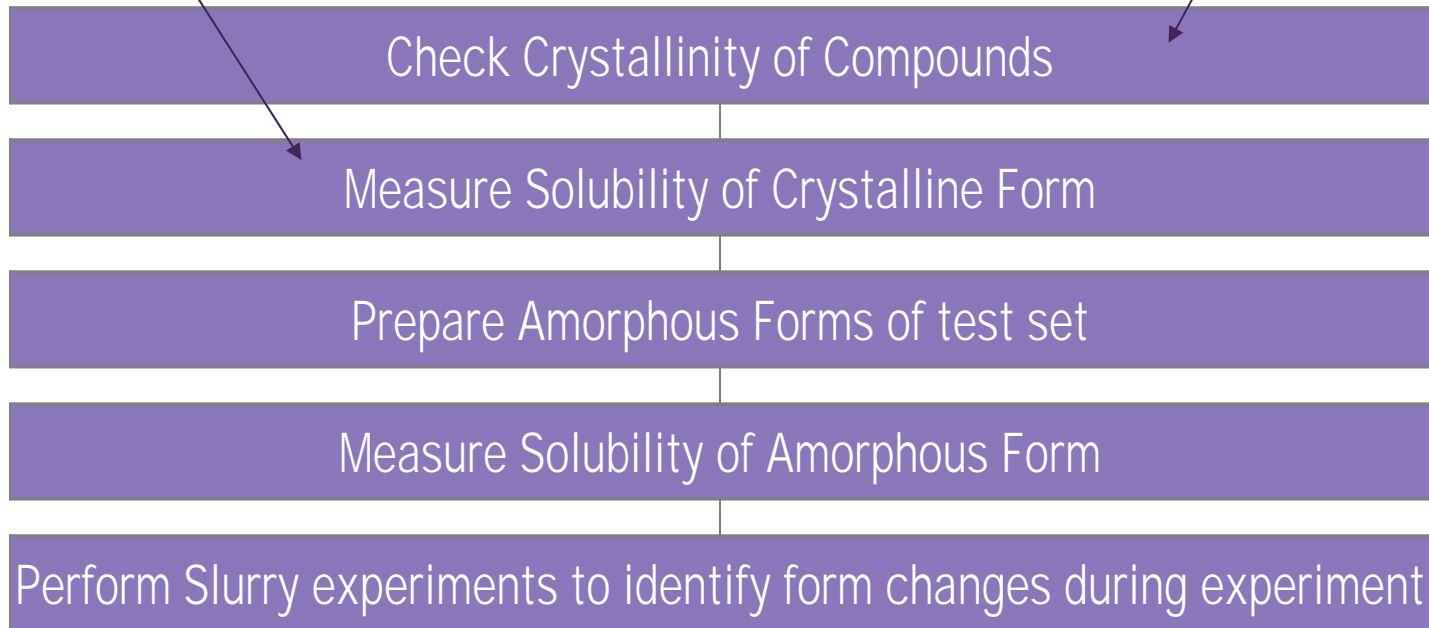 Check Crystallinity of Compounds
Measure Solubility of Crystalline Form
Prepare Amorphous Forms of test set
Measure Solubility of Amorphous Form
Perform Slurry experiments to identify form changes during experiment